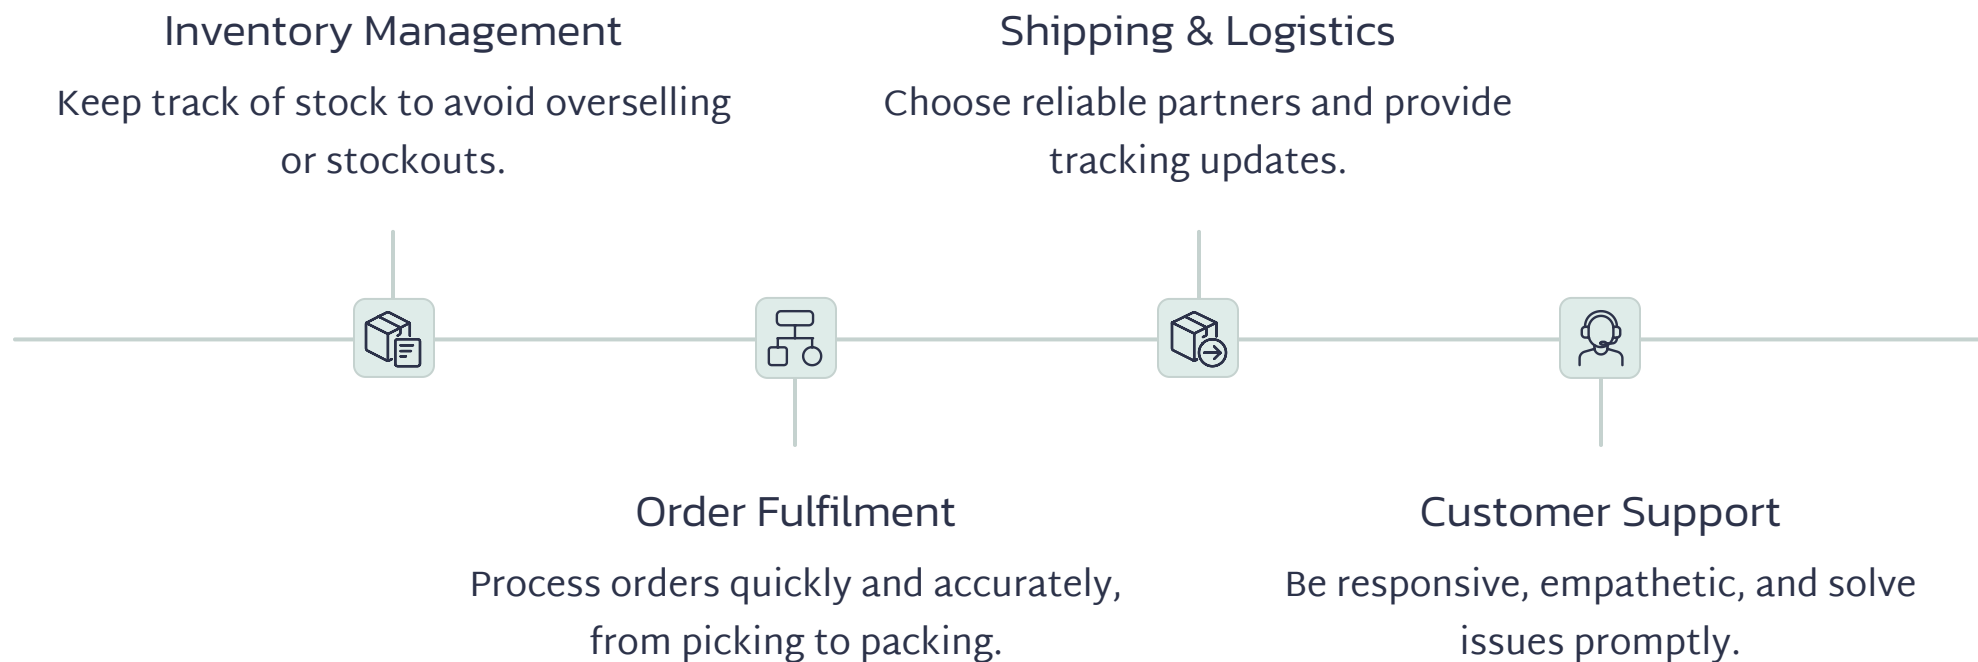 Inventory Management
Keep track of stock to avoid overselling
or stockouts.
Order Fulfilment
Process orders quickly and accurately,
from picking to packing.
Shipping & Logistics
Choose reliable partners and provide
tracking updates.
Customer Support
Be responsive, empathetic, and solve
issues promptly.